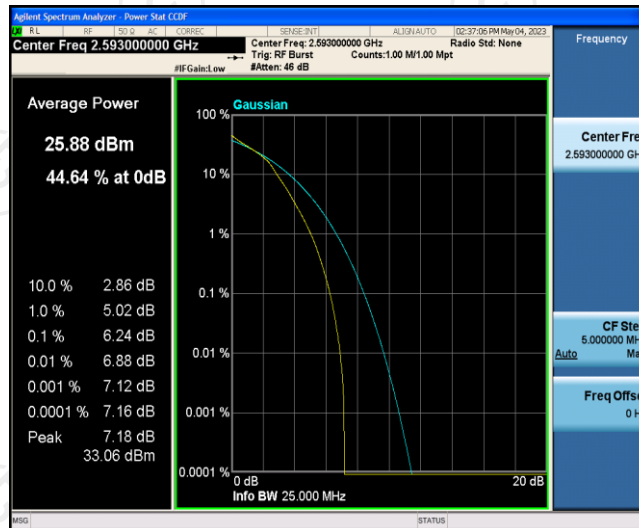 Agilent Spectrum Analyzer - Power Stat CCDF
RL RF 50 Ω AC CORREC SENSE:INT ALIGNAUTO 02:37:06 PM May 04, 2023
Center Freq 2.593000000 GHz
Center Freq: 2.593000000 GHz Radio Std: None
Trig: RF Burst Counts:1.00 M/1.00 Mpt
#IFGain:Low #Atten: 46 dB
Frequency
Average Power
25.88 dBm
44.64 % at 0dB
10.0 % 2.86 dB
1.0 % 5.02 dB
0.1 % 6.24 dB
0.01 % 6.88 dB
0.001 % 7.12 dB
0.0001 % 7.16 dB
Peak 7.18 dB
33.06 dBm
Gaussian
100 %
10 %
1 %
0.1 %
0.01 %
0.001 %
0.0001 %
0 dB 20 dB
Info BW 25.000 MHz
Center Fre
2.593000000 GH
CF Ste
5.000000 MH
Auto Ma
Freq Offse
0 H
MSG STATUS